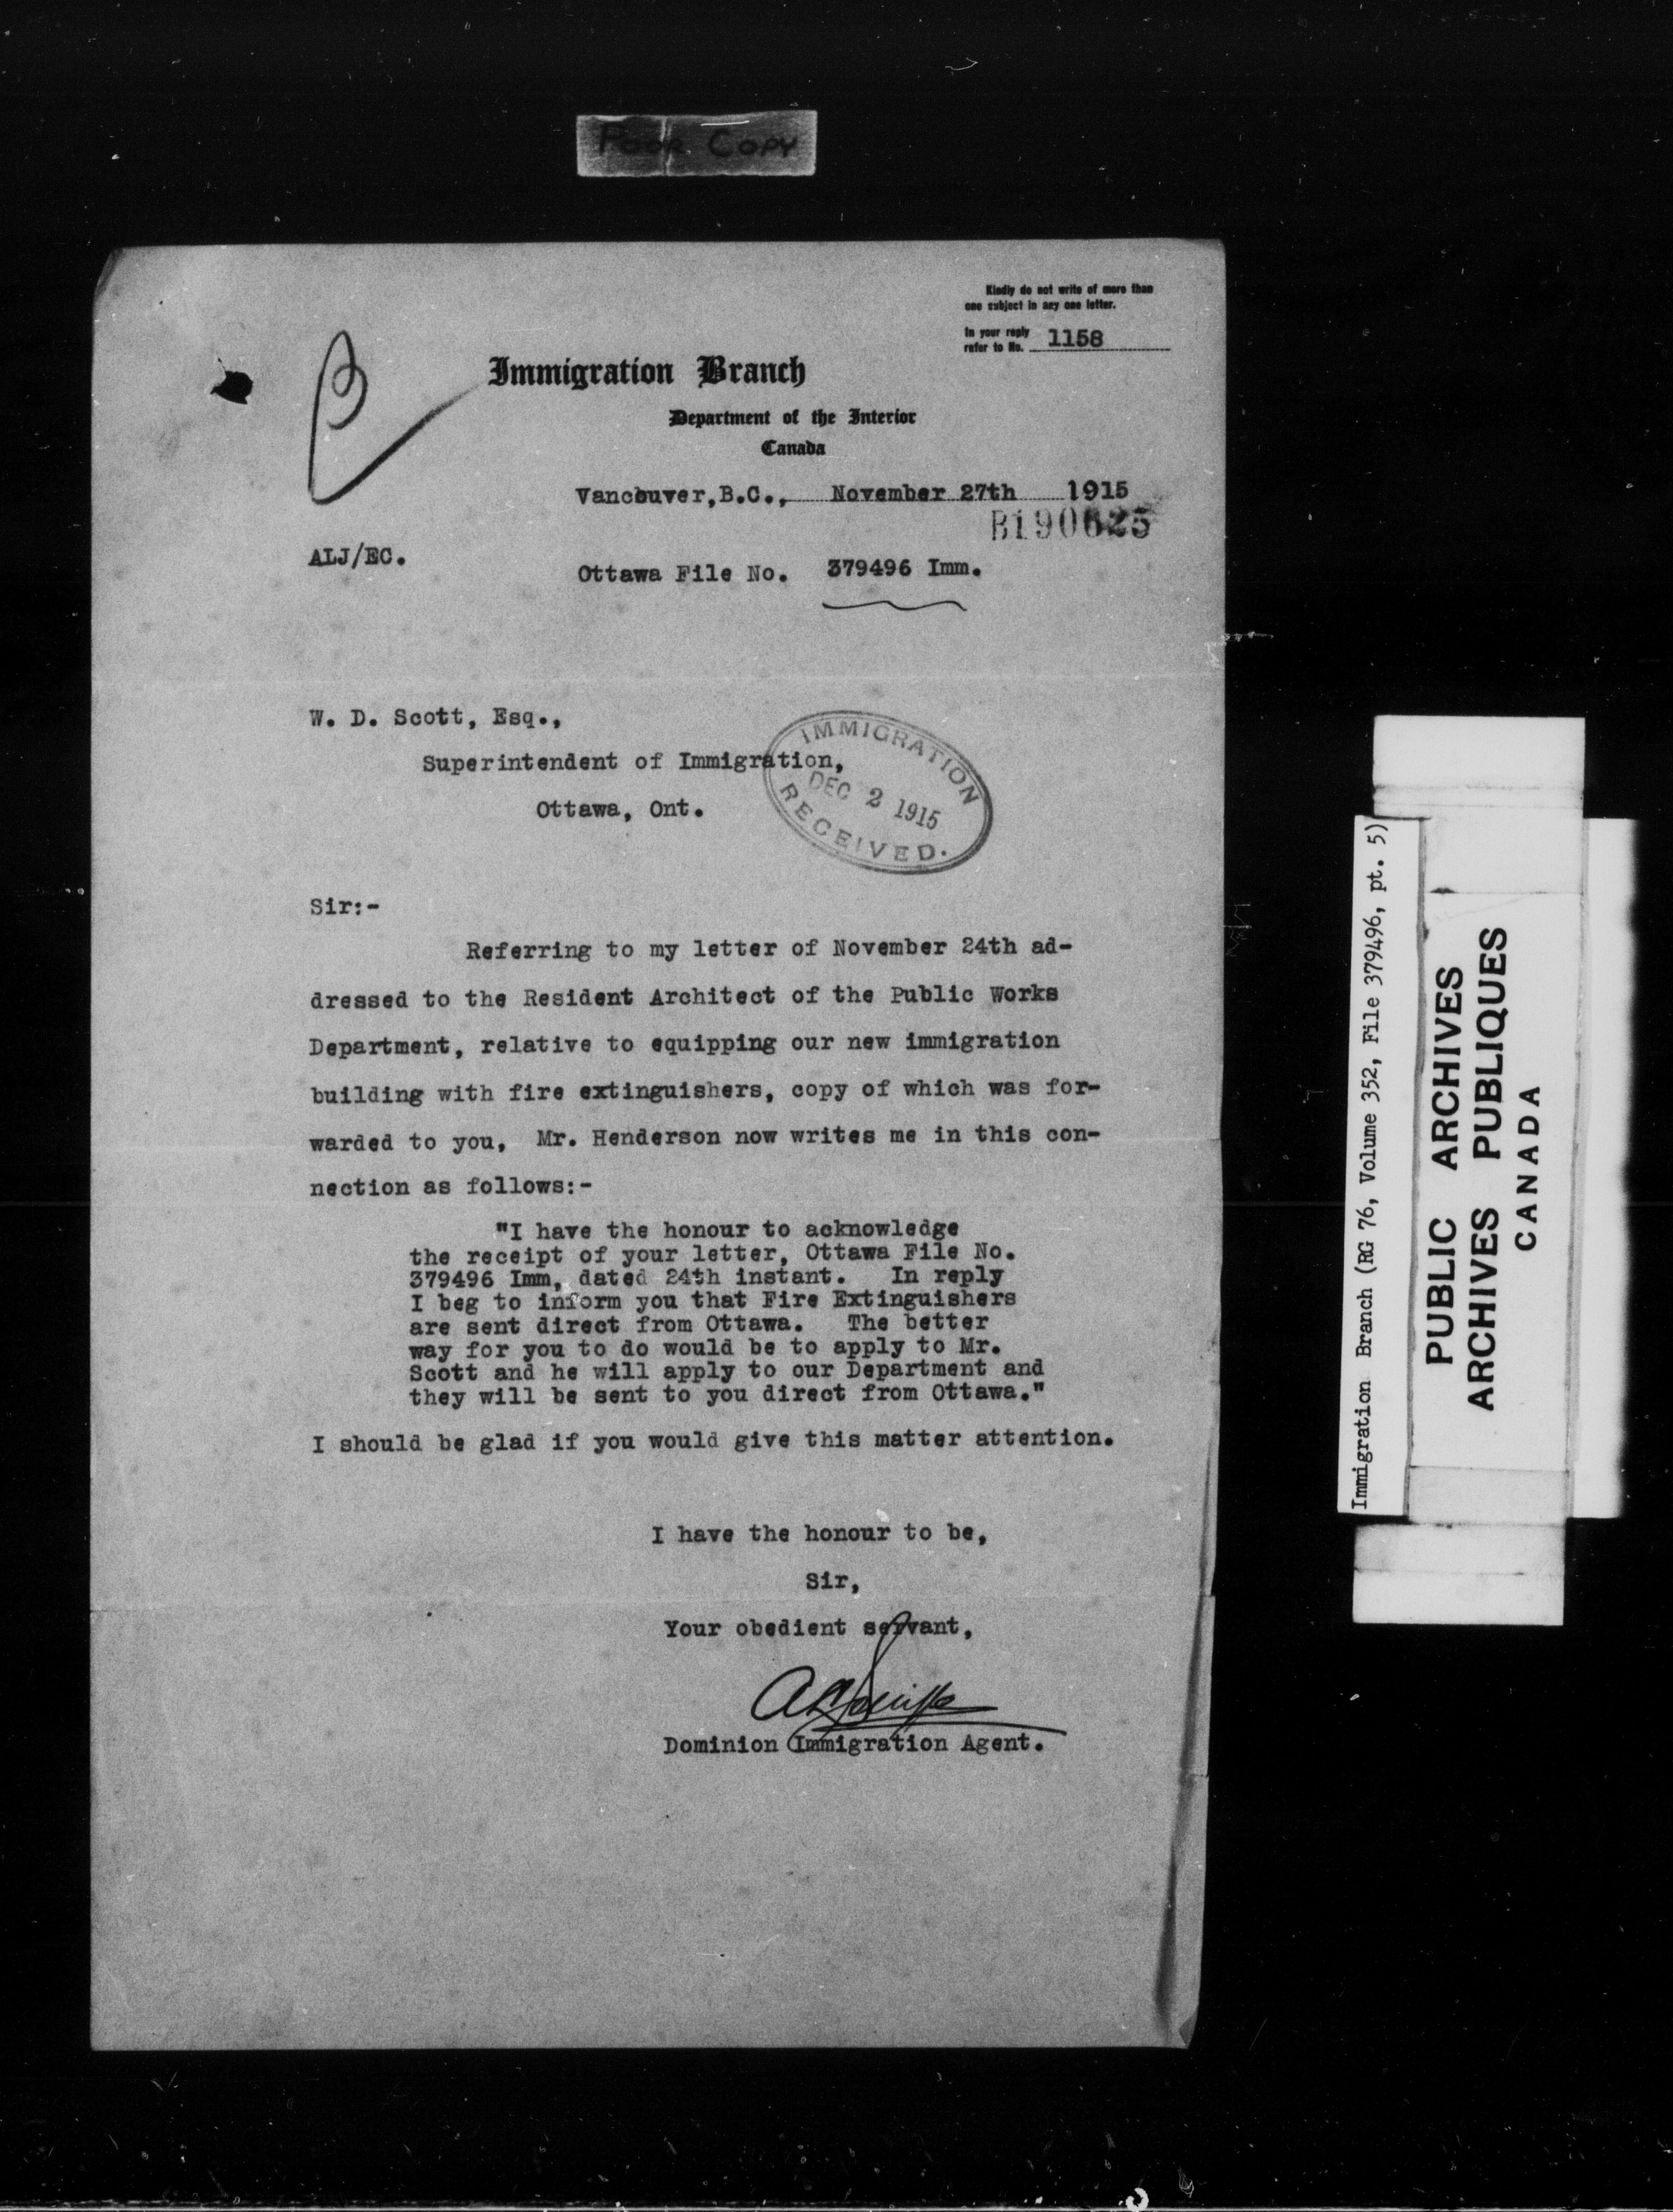 POOR COPY
Kindly do not write of more than
one subject in any one letter.
In your reply
refer to No. 1158
Immigration Branch
Department of the Interior
Canada
Vancouver, B.C., November 27th 1915
B190625
ALJ/EC.
Ottawa File No. 379496 Imm.
W. D. Scott, Esq.,
Superintendent of Immigration,
Ottawa, Ont.
IMMIGRATION
DEC 2 1915
RECEIVED.
Sir:-
Referring to my letter of November 24th ad-
dressed to the Resident Architect of the Public Works
Department, relative to equipping our new immigration
building with fire extinguishers, copy of which was for-
warded to you, Mr. Henderson now writes me in this con-
nection as follows:-
"I have the honour to acknowledge
the receipt of your letter, Ottawa File No.
379496 Imm, dated 24th instant. In reply
I beg to inform you that Fire Extinguishers
are sent direct from Ottawa. The better
way for you to do would be to apply to Mr.
Scott and he will apply to our Department and
they will be sent to you direct from Ottawa."
I should be glad if you would give this matter attention.
I have the honour to be,
Sir,
Your obedient servant,
Dominion Immigration Agent.
Immigration Branch (RG 76, Volume 352, File 379496, pt. 5)
PUBLIC ARCHIVES
ARCHIVES PUBLIQUES
CANADA